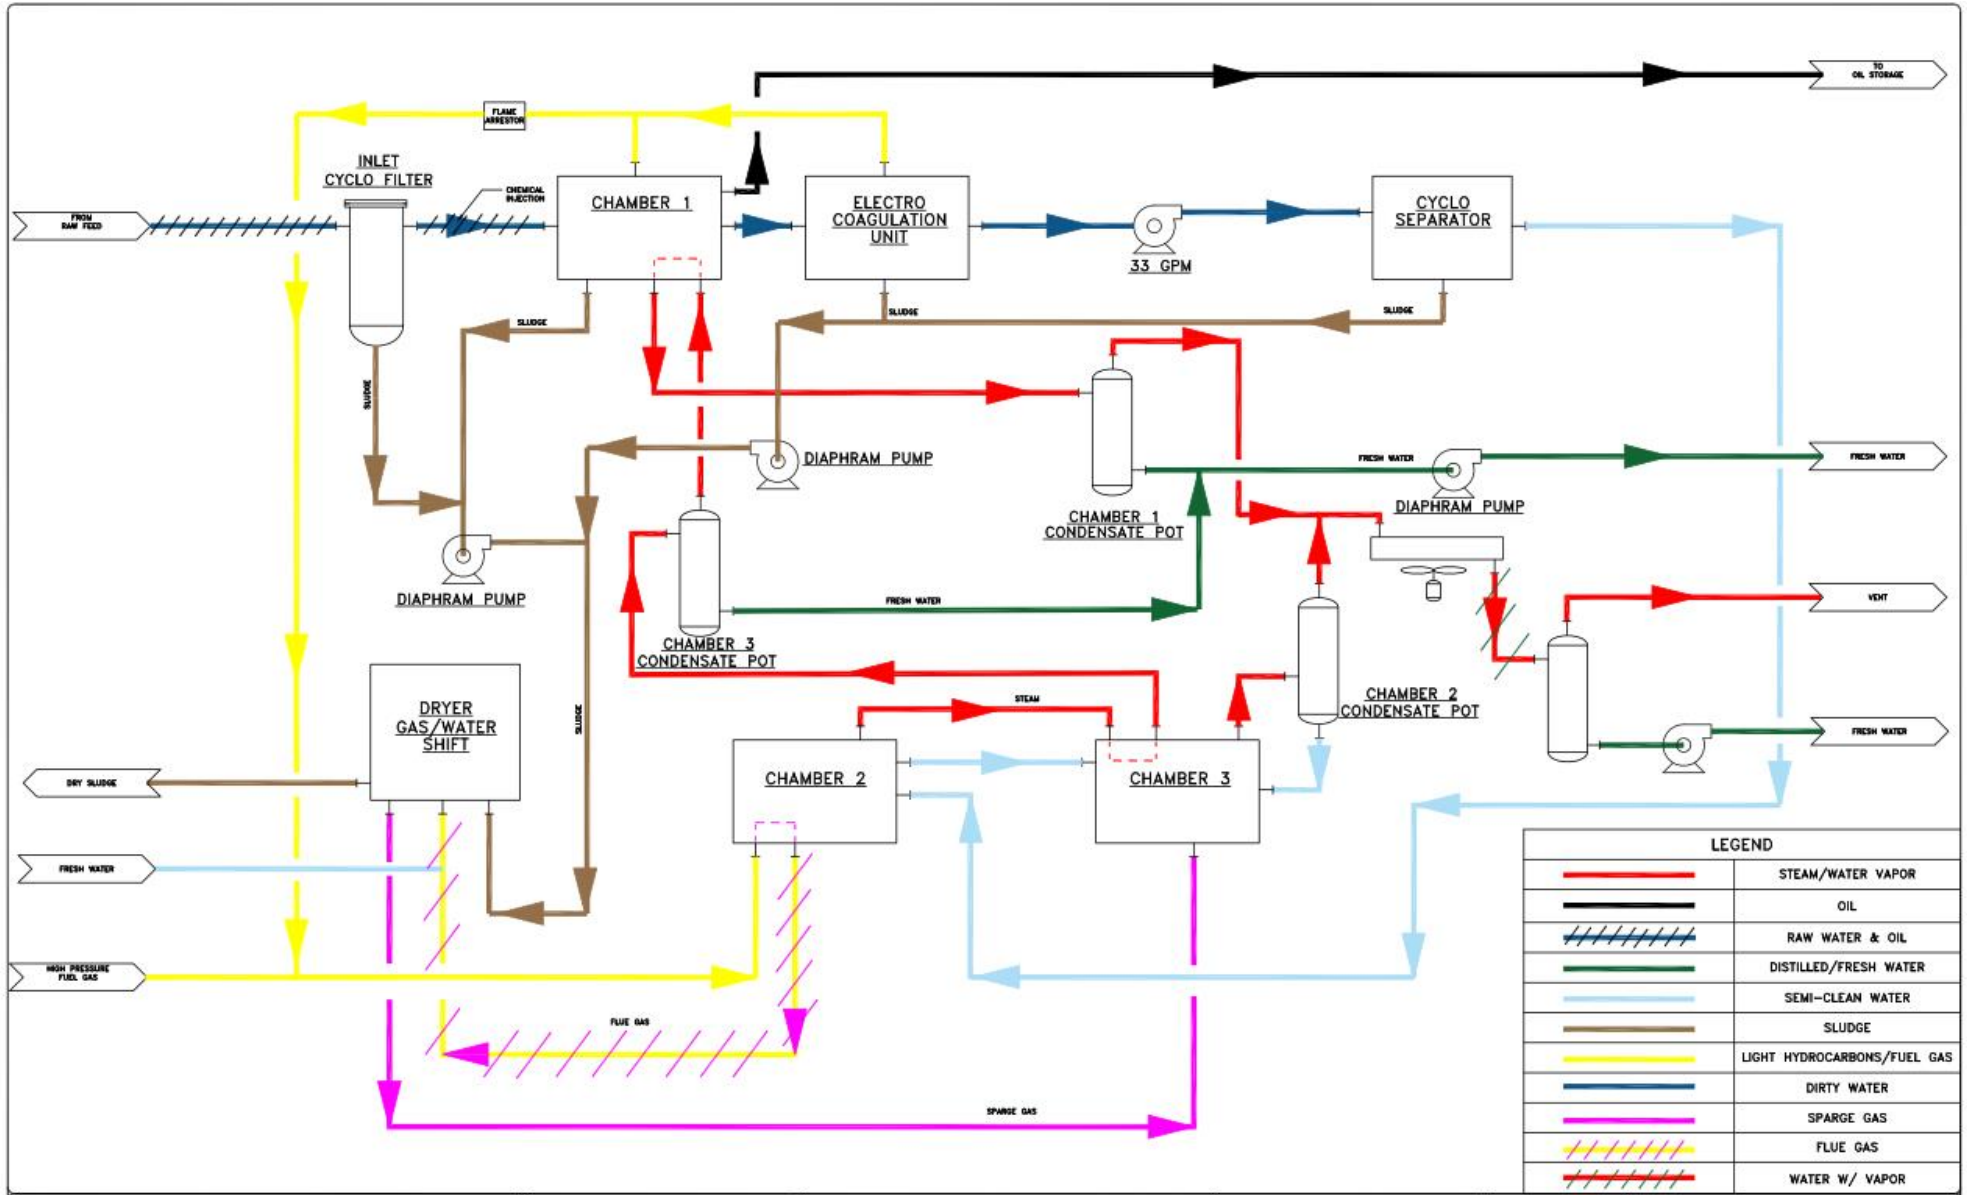 TO
OIL STORAGE
FLAME
ARRESTOR
INLET
CYCLO FILTER
CHEMICAL
INJECTION
FROM
RAW FEED
CHAMBER 1
ELECTRO
COAGULATION
UNIT
33 GPM
CYCLO
SEPARATOR
SLUDGE
SLUDGE
SLUDGE
SLUDGE
DIAPHRAM PUMP
FRESH WATER
FRESH WATER
DIAPHRAM PUMP
CHAMBER 1
CONDENSATE POT
DIAPHRAM PUMP
FRESH WATER
CHAMBER 3
CONDENSATE POT
VENT
DRYER
GAS/WATER
SHIFT
SLUDGE
STEAM
CHAMBER 2
CONDENSATE POT
FRESH WATER
DRY SLUDGE
CHAMBER 2
CHAMBER 3
FRESH WATER
HIGH PRESSURE
FUEL GAS
FLUE GAS
SPARGE GAS
LEGEND
STEAM/WATER VAPOR
OIL
RAW WATER & OIL
DISTILLED/FRESH WATER
SEMI-CLEAN WATER
SLUDGE
LIGHT HYDROCARBONS/FUEL GAS
DIRTY WATER
SPARGE GAS
FLUE GAS
WATER W/ VAPOR